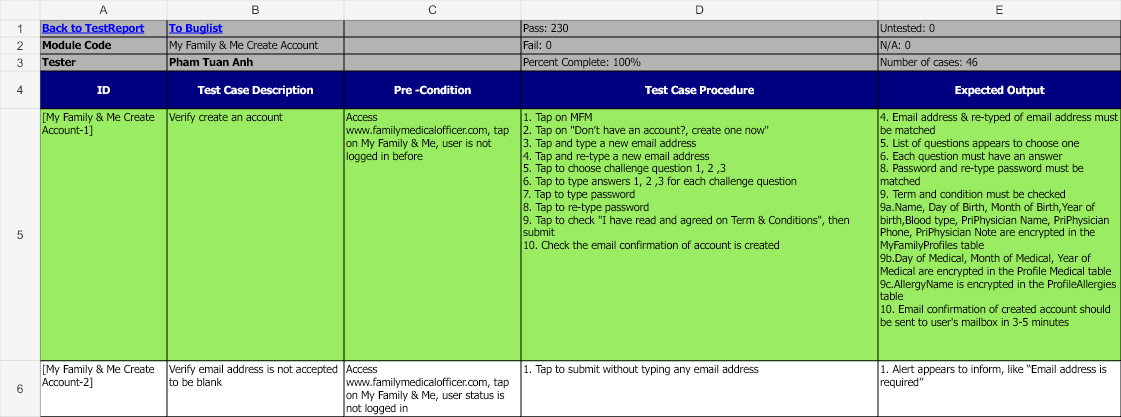 A B C D E
1 Back to TestReport To Buglist Pass: 230 Untested: 0
2 Module Code My Family & Me Create Account Fail: 0 N/A: 0
3 Tester Pham Tuan Anh Percent Complete: 100% Number of cases: 46
4 ID Test Case Description Pre -Condition Test Case Procedure Expected Output
5
[My Family & Me Create
Account-1]
Verify create an account
Access
www.familymedicalofficer.com, tap
on My Family & Me, user is not
logged in before
1. Tap on MFM
2. Tap on "Don't have an account?, create one now"
3. Tap and type a new email address
4. Tap and re-type a new email address
5. Tap to choose challenge question 1, 2 ,3
6. Tap to type answers 1, 2 ,3 for each challenge question
7. Tap to type password
8. Tap to re-type password
9. Tap to check "I have read and agreed on Term & Conditions", then
submit
10. Check the email confirmation of account is created
4. Email address & re-typed of email address must
be matched
5. List of questions appears to choose one
6. Each question must have an answer
8. Password and re-type password must be
matched
9. Term and condition must be checked
9a.Name, Day of Birth, Month of Birth,Year of
birth,Blood type, PriPhysician Name, PriPhysician
Phone, PriPhysician Note are encrypted in the
MyFamilyProfiles table
9b.Day of Medical, Month of Medical, Year of
Medical are encrypted in the Profile Medical table
9c.AllergyName is encrypted in the ProfileAllergies
table
10. Email confirmation of created account should
be sent to user's mailbox in 3-5 minutes
6
[My Family & Me Create
Account-2]
Verify email address is not accepted
to be blank
Access
www.familymedicalofficer.com, tap
on My Family & Me, user status is
not logged in
1. Tap to submit without typing any email address
1. Alert appears to inform, like “Email address is
required”